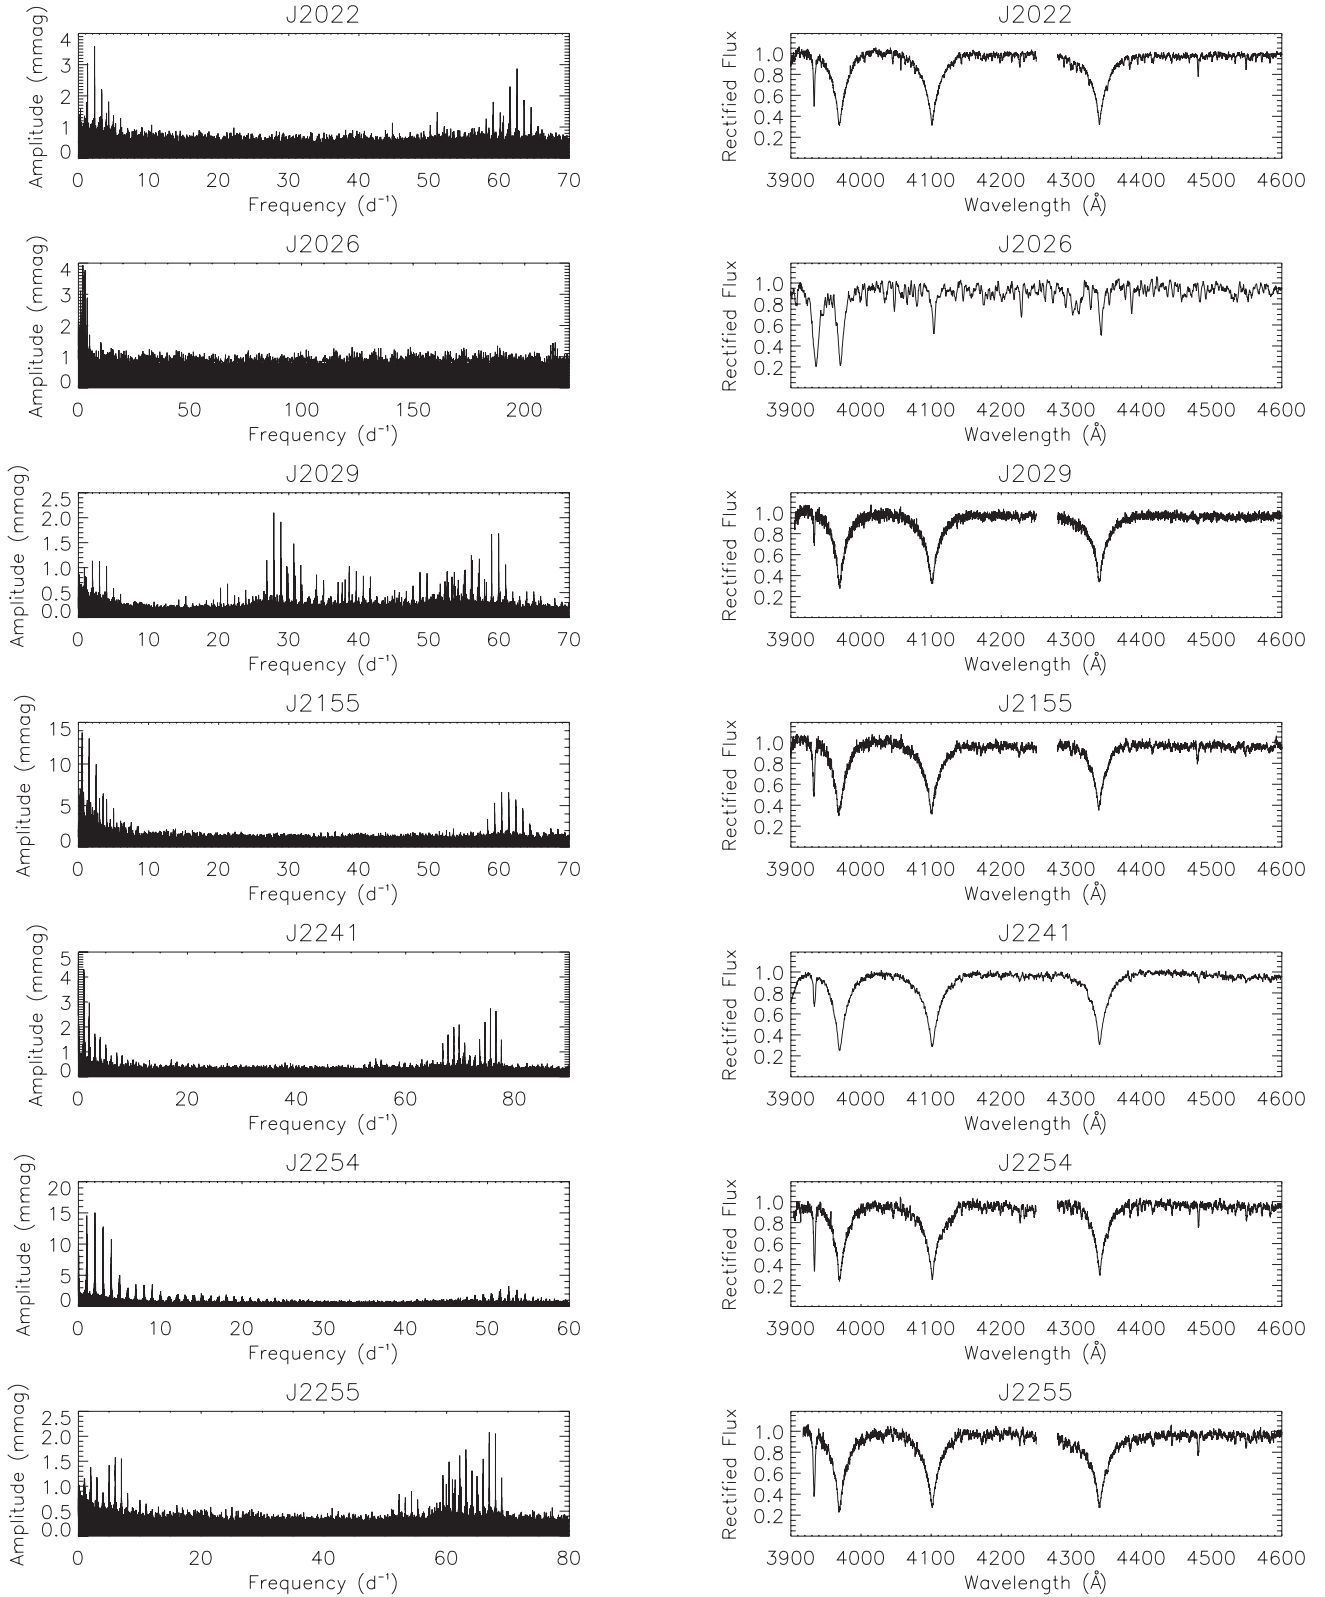 J2022
Amplitude (mmag)
4
3
2
1
0
0 10 20 30 40 50 60 70
Frequency (d⁻¹)
J2022
Rectified Flux
1.0
0.8
0.6
0.4
0.2
3900 4000 4100 4200 4300 4400 4500 4600
Wavelength (Å)
J2026
Amplitude (mmag)
4
3
2
1
0
0 50 100 150 200
Frequency (d⁻¹)
J2026
Rectified Flux
1.0
0.8
0.6
0.4
0.2
3900 4000 4100 4200 4300 4400 4500 4600
Wavelength (Å)
J2029
Amplitude (mmag)
2.5
2.0
1.5
1.0
0.5
0.0
0 10 20 30 40 50 60 70
Frequency (d⁻¹)
J2029
Rectified Flux
1.0
0.8
0.6
0.4
0.2
3900 4000 4100 4200 4300 4400 4500 4600
Wavelength (Å)
J2155
Amplitude (mmag)
15
10
5
0
0 10 20 30 40 50 60 70
Frequency (d⁻¹)
J2155
Rectified Flux
1.0
0.8
0.6
0.4
0.2
3900 4000 4100 4200 4300 4400 4500 4600
Wavelength (Å)
J2241
Amplitude (mmag)
5
4
3
2
1
0
0 20 40 60 80
Frequency (d⁻¹)
J2241
Rectified Flux
1.0
0.8
0.6
0.4
0.2
3900 4000 4100 4200 4300 4400 4500 4600
Wavelength (Å)
J2254
Amplitude (mmag)
20
15
10
5
0
0 10 20 30 40 50 60
Frequency (d⁻¹)
J2254
Rectified Flux
1.0
0.8
0.6
0.4
0.2
3900 4000 4100 4200 4300 4400 4500 4600
Wavelength (Å)
J2255
Amplitude (mmag)
2.5
2.0
1.5
1.0
0.5
0.0
0 20 40 60 80
Frequency (d⁻¹)
J2255
Rectified Flux
1.0
0.8
0.6
0.4
0.2
3900 4000 4100 4200 4300 4400 4500 4600
Wavelength (Å)